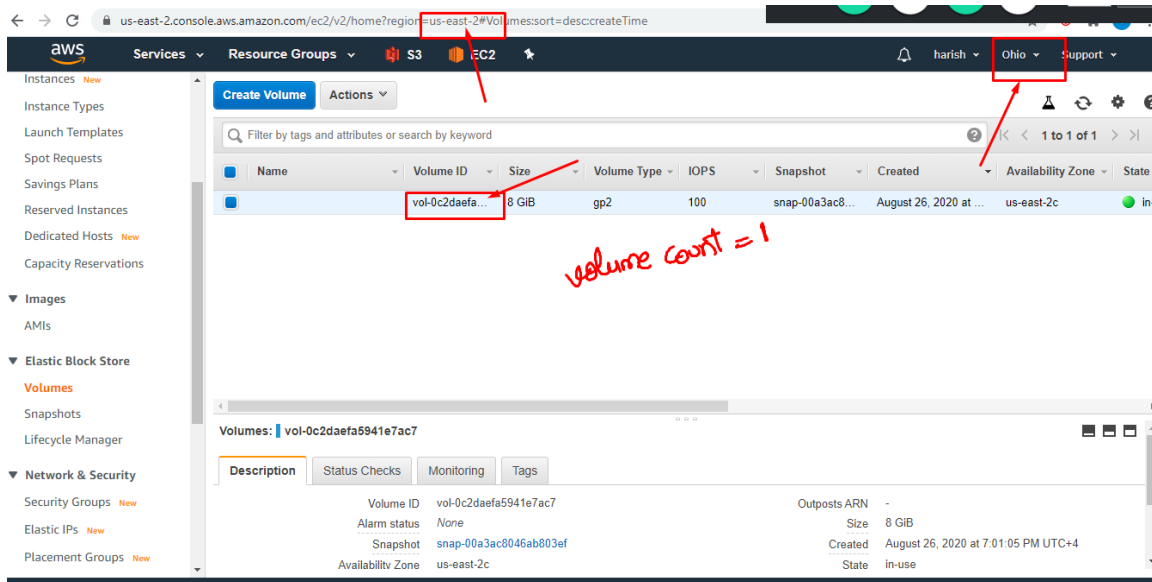 us-east-2.console.aws.amazon.com/ec2/v2/home?region=us-east-2#Volumes:sort=desc:createTime
aws Services Resource Groups S3 EC2 harish Ohio Support
Instances New
Instance Types
Launch Templates
Spot Requests
Savings Plans
Reserved Instances
Dedicated Hosts New
Capacity Reservations
Images
AMIs
Elastic Block Store
Volumes
Snapshots
Lifecycle Manager
Network & Security
Security Groups New
Elastic IPs New
Placement Groups New
Create Volume Actions
Filter by tags and attributes or search by keyword 1 to 1 of 1
Name Volume ID Size Volume Type IOPS Snapshot Created Availability Zone State
vol-0c2daefa... 8 GiB gp2 100 snap-00a3ac8... August 26, 2020 at ... us-east-2c in-
volume count = 1
Volumes: vol-0c2daefa5941e7ac7
Description Status Checks Monitoring Tags
Volume ID vol-0c2daefa5941e7ac7 Outposts ARN -
Alarm status None Size 8 GiB
Snapshot snap-00a3ac8046ab803ef Created August 26, 2020 at 7:01:05 PM UTC+4
Availability Zone us-east-2c State in-use